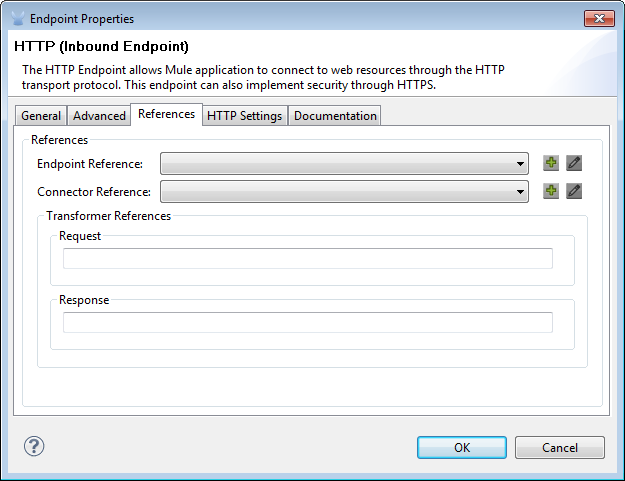 Endpoint Properties
HTTP (Inbound Endpoint)
The HTTP Endpoint allows Mule application to connect to web resources through the HTTP
transport protocol. This endpoint can also implement security through HTTPS.
General Advanced References HTTP Settings Documentation
References
Endpoint Reference:
Connector Reference:
Transformer References
Request
Response
? OK Cancel